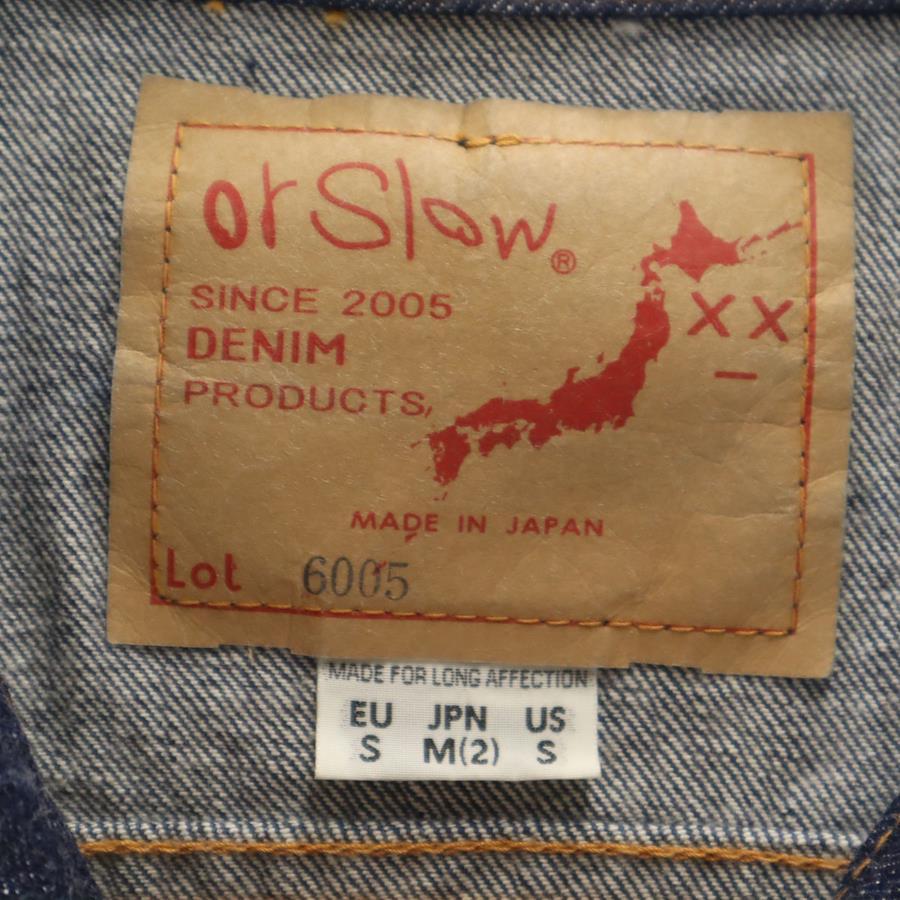 orSlow®
SINCE 2005
DENIM
PRODUCTS,
XX
MADE IN JAPAN
Lot 6005
MADE FOR LONG AFFECTION
EU JPN US
S M(2) S